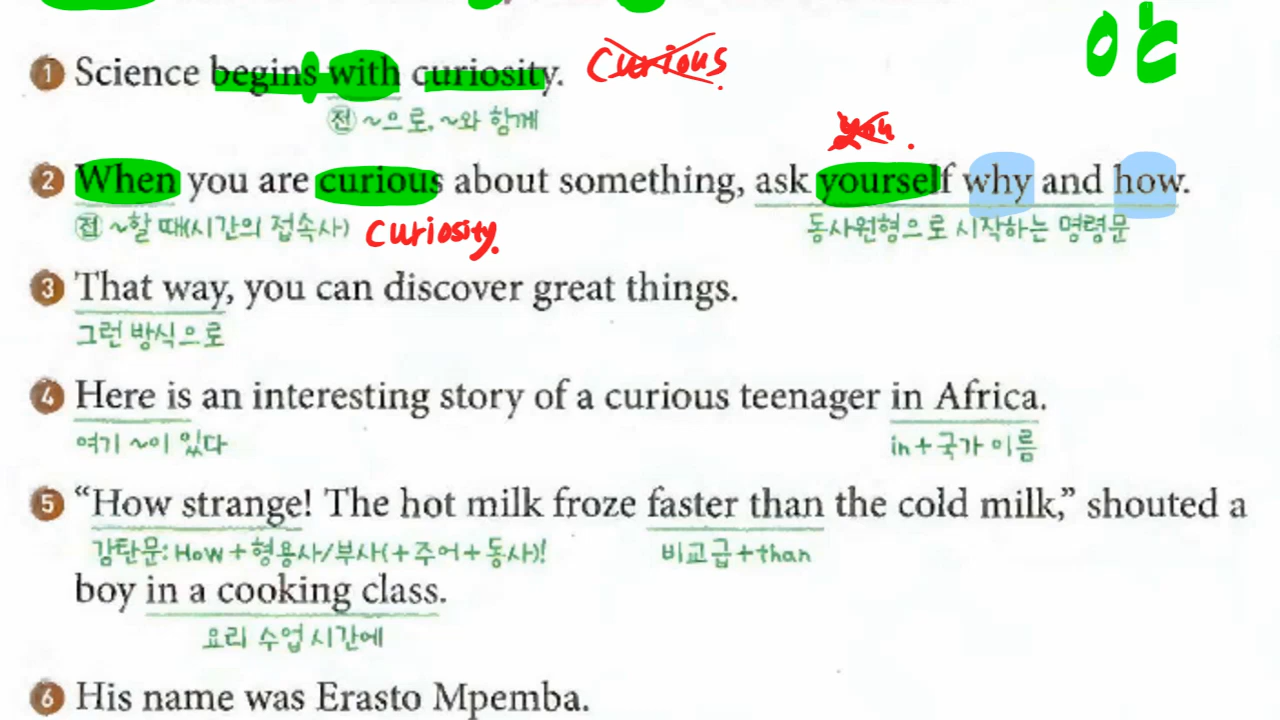 1 Science begins with curiosity. curious
전 ~으로, ~와 함께
you.
2 When you are curious about something, ask yourself why and how.
전 ~할 때(시간의 접속사) curiosity. 동사원형으로 시작하는 명령문
3 That way, you can discover great things.
그런 방식으로
4 Here is an interesting story of a curious teenager in Africa.
여기 ~이 있다 in + 국가 이름
5 “How strange! The hot milk froze faster than the cold milk,” shouted a
감탄문: How + 형용사/부사(+주어+동사)! 비교급+than
boy in a cooking class.
요리 수업 시간에
6 His name was Erasto Mpemba.